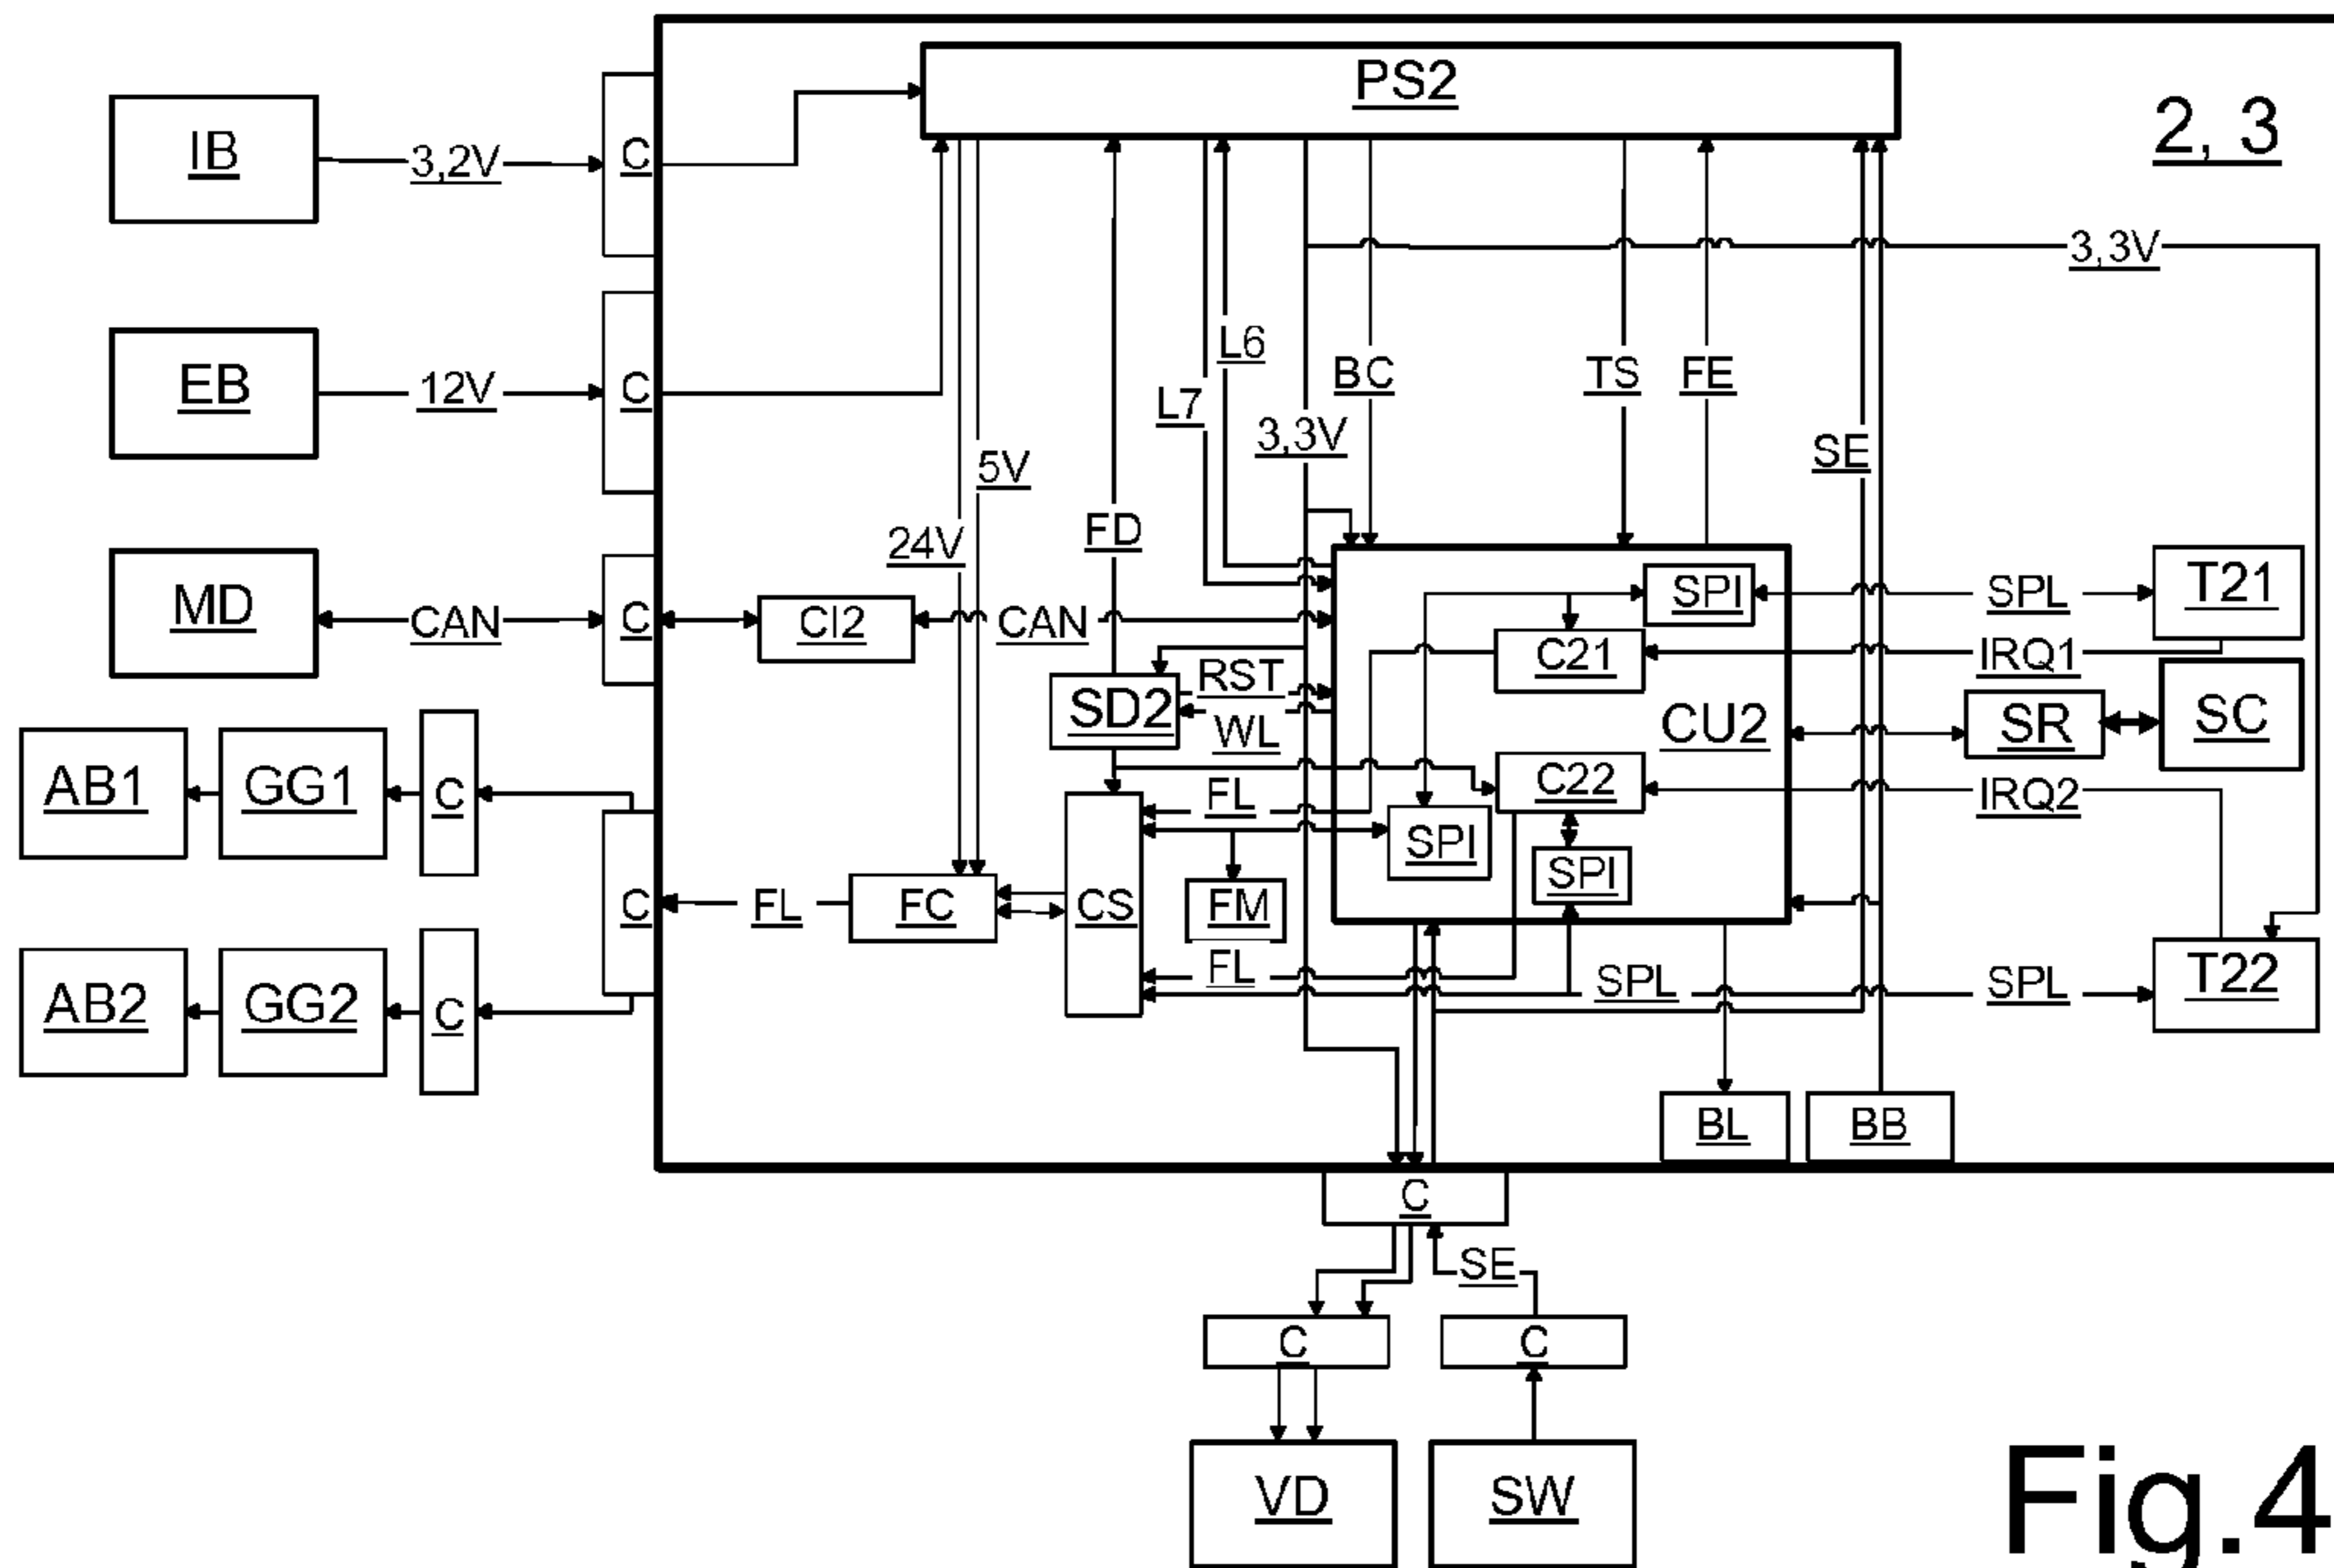 PS2
2, 3
IB
3,2V
C
3,3V
EB
12V
C
L6
BC
TS
FE
L7
3,3V
SE
5V
24V
FD
MD
CAN
C
CI2
CAN
SPI
SPL
T21
C21
IRQ1
RST
SD2
WL
CU2
SR
SC
AB1
GG1
C
C22
IRQ2
FL
SPI
SPI
C
FL
FC
CS
FM
FL
SPL
SPL
T22
AB2
GG2
C
BL
BB
C
SE
C
C
VD
SW
Fig.4